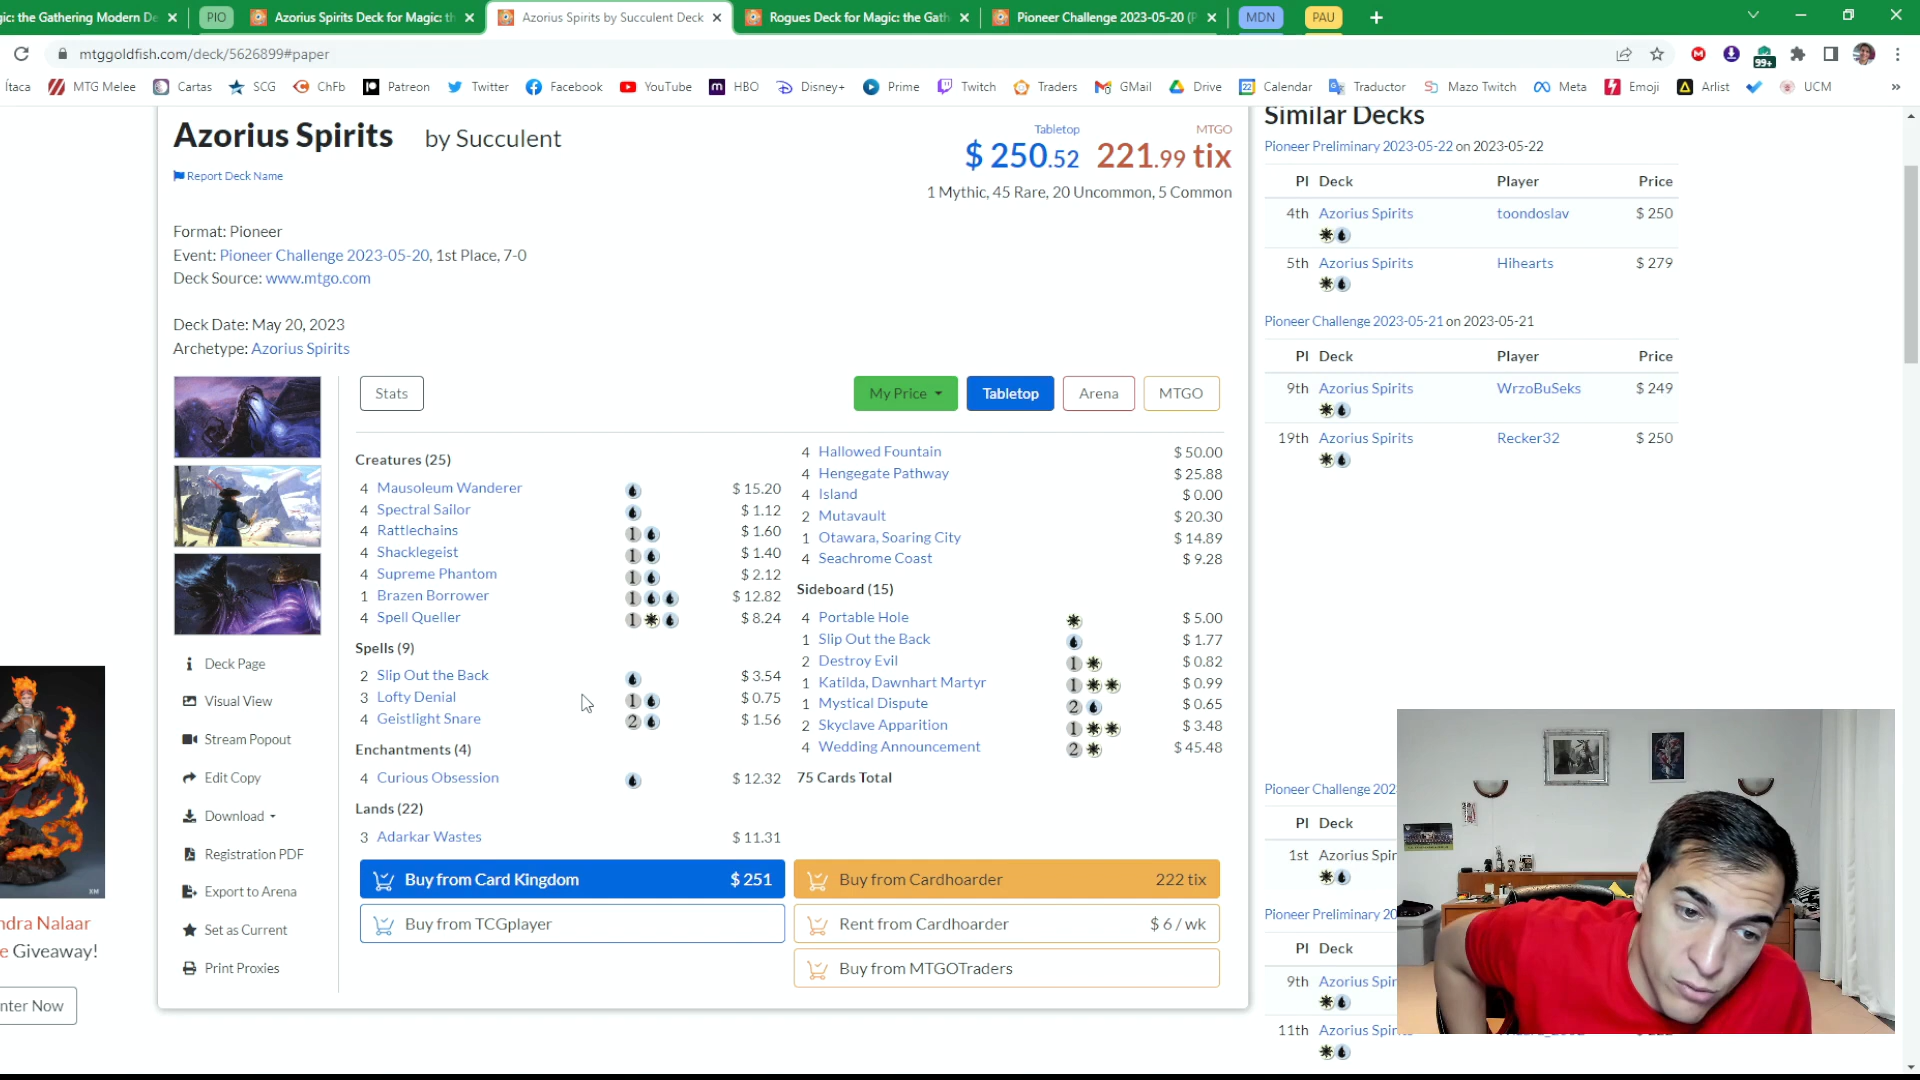 ic: the Gathering Modern De
PIO
Azorius Spirits Deck for Magic: th
Azorius Spirits by Succulent Deck
Rogues Deck for Magic: the Gath
Pioneer Challenge 2023-05-20 (P
MDN
PAU
mtggoldfish.com/deck/5626899#paper
99+
Ítaca
MTG Melee
Cartas
SCG
ChFb
Patreon
Twitter
Facebook
YouTube
HBO
Disney+
Prime
Twitch
Traders
GMail
Drive
Calendar
Traductor
Mazo Twitch
Meta
Emoji
Arlist
UCM
Azorius Spirits by Succulent
Report Deck Name
Tabletop
$ 250.52
MTGO
221.99 tix
1 Mythic, 45 Rare, 20 Uncommon, 5 Common
Format: Pioneer
Event: Pioneer Challenge 2023-05-20, 1st Place, 7-0
Deck Source: www.mtgo.com
Deck Date: May 20, 2023
Archetype: Azorius Spirits
Stats
My Price
Tabletop
Arena
MTGO
Deck Page
Visual View
Stream Popout
Edit Copy
Download
Registration PDF
Export to Arena
Set as Current
Print Proxies
Creatures (25)
4 Mausoleum Wanderer $ 15.20
4 Spectral Sailor $ 1.12
4 Rattlechains 1 $ 1.60
4 Shacklegeist 1 $ 1.40
4 Supreme Phantom 1 $ 2.12
1 Brazen Borrower 1 $ 12.82
4 Spell Queller 1 $ 8.24
Spells (9)
2 Slip Out the Back $ 3.54
3 Lofty Denial 1 $ 0.75
4 Geistlight Snare 2 $ 1.56
Enchantments (4)
4 Curious Obsession $ 12.32
Lands (22)
3 Adarkar Wastes $ 11.31
4 Hallowed Fountain $ 50.00
4 Hengegate Pathway $ 25.88
4 Island $ 0.00
2 Mutavault $ 20.30
1 Otawara, Soaring City $ 14.89
4 Seachrome Coast $ 9.28
Sideboard (15)
4 Portable Hole $ 5.00
1 Slip Out the Back $ 1.77
2 Destroy Evil 1 $ 0.82
1 Katilda, Dawnhart Martyr 1 $ 0.99
1 Mystical Dispute 2 $ 0.65
2 Skyclave Apparition 1 $ 3.48
4 Wedding Announcement 2 $ 45.48
75 Cards Total
Buy from Card Kingdom $ 251
Buy from TCGplayer
Buy from Cardhoarder 222 tix
Rent from Cardhoarder $ 6 / wk
Buy from MTGOTraders
Similar Decks
Pioneer Preliminary 2023-05-22 on 2023-05-22
Pl Deck Player Price
4th Azorius Spirits toondoslav $ 250
5th Azorius Spirits Hihearts $ 279
Pioneer Challenge 2023-05-21 on 2023-05-21
Pl Deck Player Price
9th Azorius Spirits WrzoBuSeks $ 249
19th Azorius Spirits Recker32 $ 250
Pioneer Challenge 202
Pl Deck
1st Azorius Spir
Pioneer Preliminary 20
Pl Deck
9th Azorius Spir
11th Azorius Spir
ndra Nalaar
e Giveaway!
nter Now